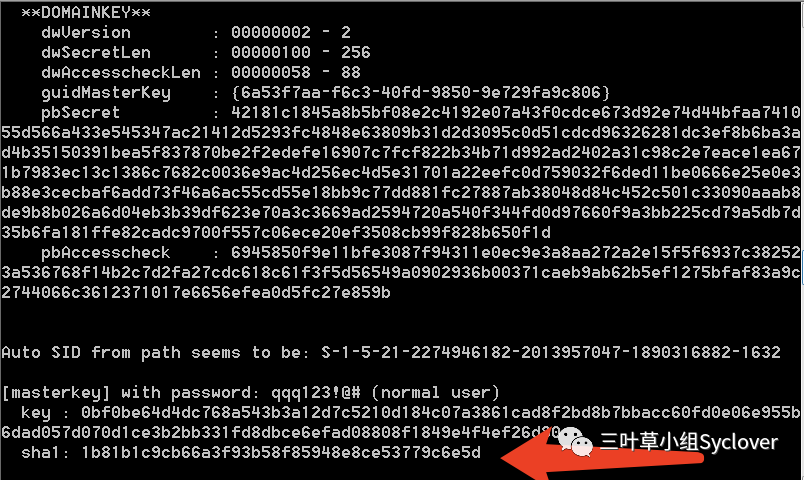 **DOMAINKEY**
dwVersion : 00000002 - 2
dwSecretLen : 00000100 - 256
dwAccesscheckLen : 00000058 - 88
guidMasterKey : {6a53f7aa-f6c3-40fd-9850-9e729fa9c806}
pbSecret : 42181c1845a8b5bf08e2c4192e07a43f0cdce673d92e74d44bfaa7410
55d566a433e545347ac21412d5293fc4848e63809b31d2d3095c0d51cdcd96326281dc3ef8b6ba3a
d4b35150391bea5f837870be2f2edefe16907c7fcf822b34b71d992ad2402a31c98c2e7eace1ea67
1b7983ec13c1386c7682c0036e9ac4d256ec4d5e31701a22eefc0d759032f6ded11be0666e25e0e3
b88e3cecbaf6add73f46a6ac55cd55e18bb9c77dd881fc27887ab38048d84c452c501c33090aaab8
de9b8b026a6d04eb3b39df623e70a3c3669ad2594720a540f344fd0d97660f9a3bb225cd79a5db7d
35b6fa181ffe82cadc9700f557c06ece20ef3508cb99f828b650f1d
pbAccesscheck : 6945850f9e11bfe3087f94311e0ec9e3a8aa272a2e15f5f6937c38252
3a536768f14b2c7d2fa27cdc618c61f3f5d56549a0902936b00371caeb9ab62b5ef1275bfaf83a9c
2744066c3612371017e6656efea0d5fc27e859b
Auto SID from path seems to be: S-1-5-21-2274946182-2013957047-1890316882-1632
[masterkey] with password: qqq123!@# (normal user)
key : 0bf0be64d4dc768a543b3a12d7c5210d184c07a3861cad8f2bd8b7bbacc60fd0e06e955b
6dad057d070d1ce3b2bb331fd8dbce6efad08808f1849e4f4ef26d
三叶草小组Syclover
sha1: 1b81b1c9cb66a3f93b58f85948e8ce53779c6e5d